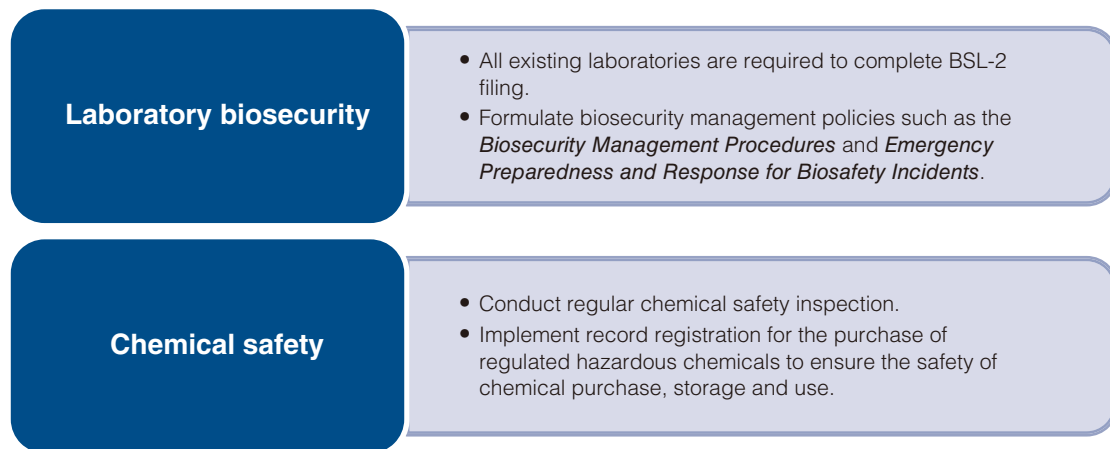 Laboratory biosecurity
• All existing laboratories are required to complete BSL-2
filing.
• Formulate biosecurity management policies such as the
Biosecurity Management Procedures and Emergency
Preparedness and Response for Biosafety Incidents.
Chemical safety
• Conduct regular chemical safety inspection.
• Implement record registration for the purchase of
regulated hazardous chemicals to ensure the safety of
chemical purchase, storage and use.